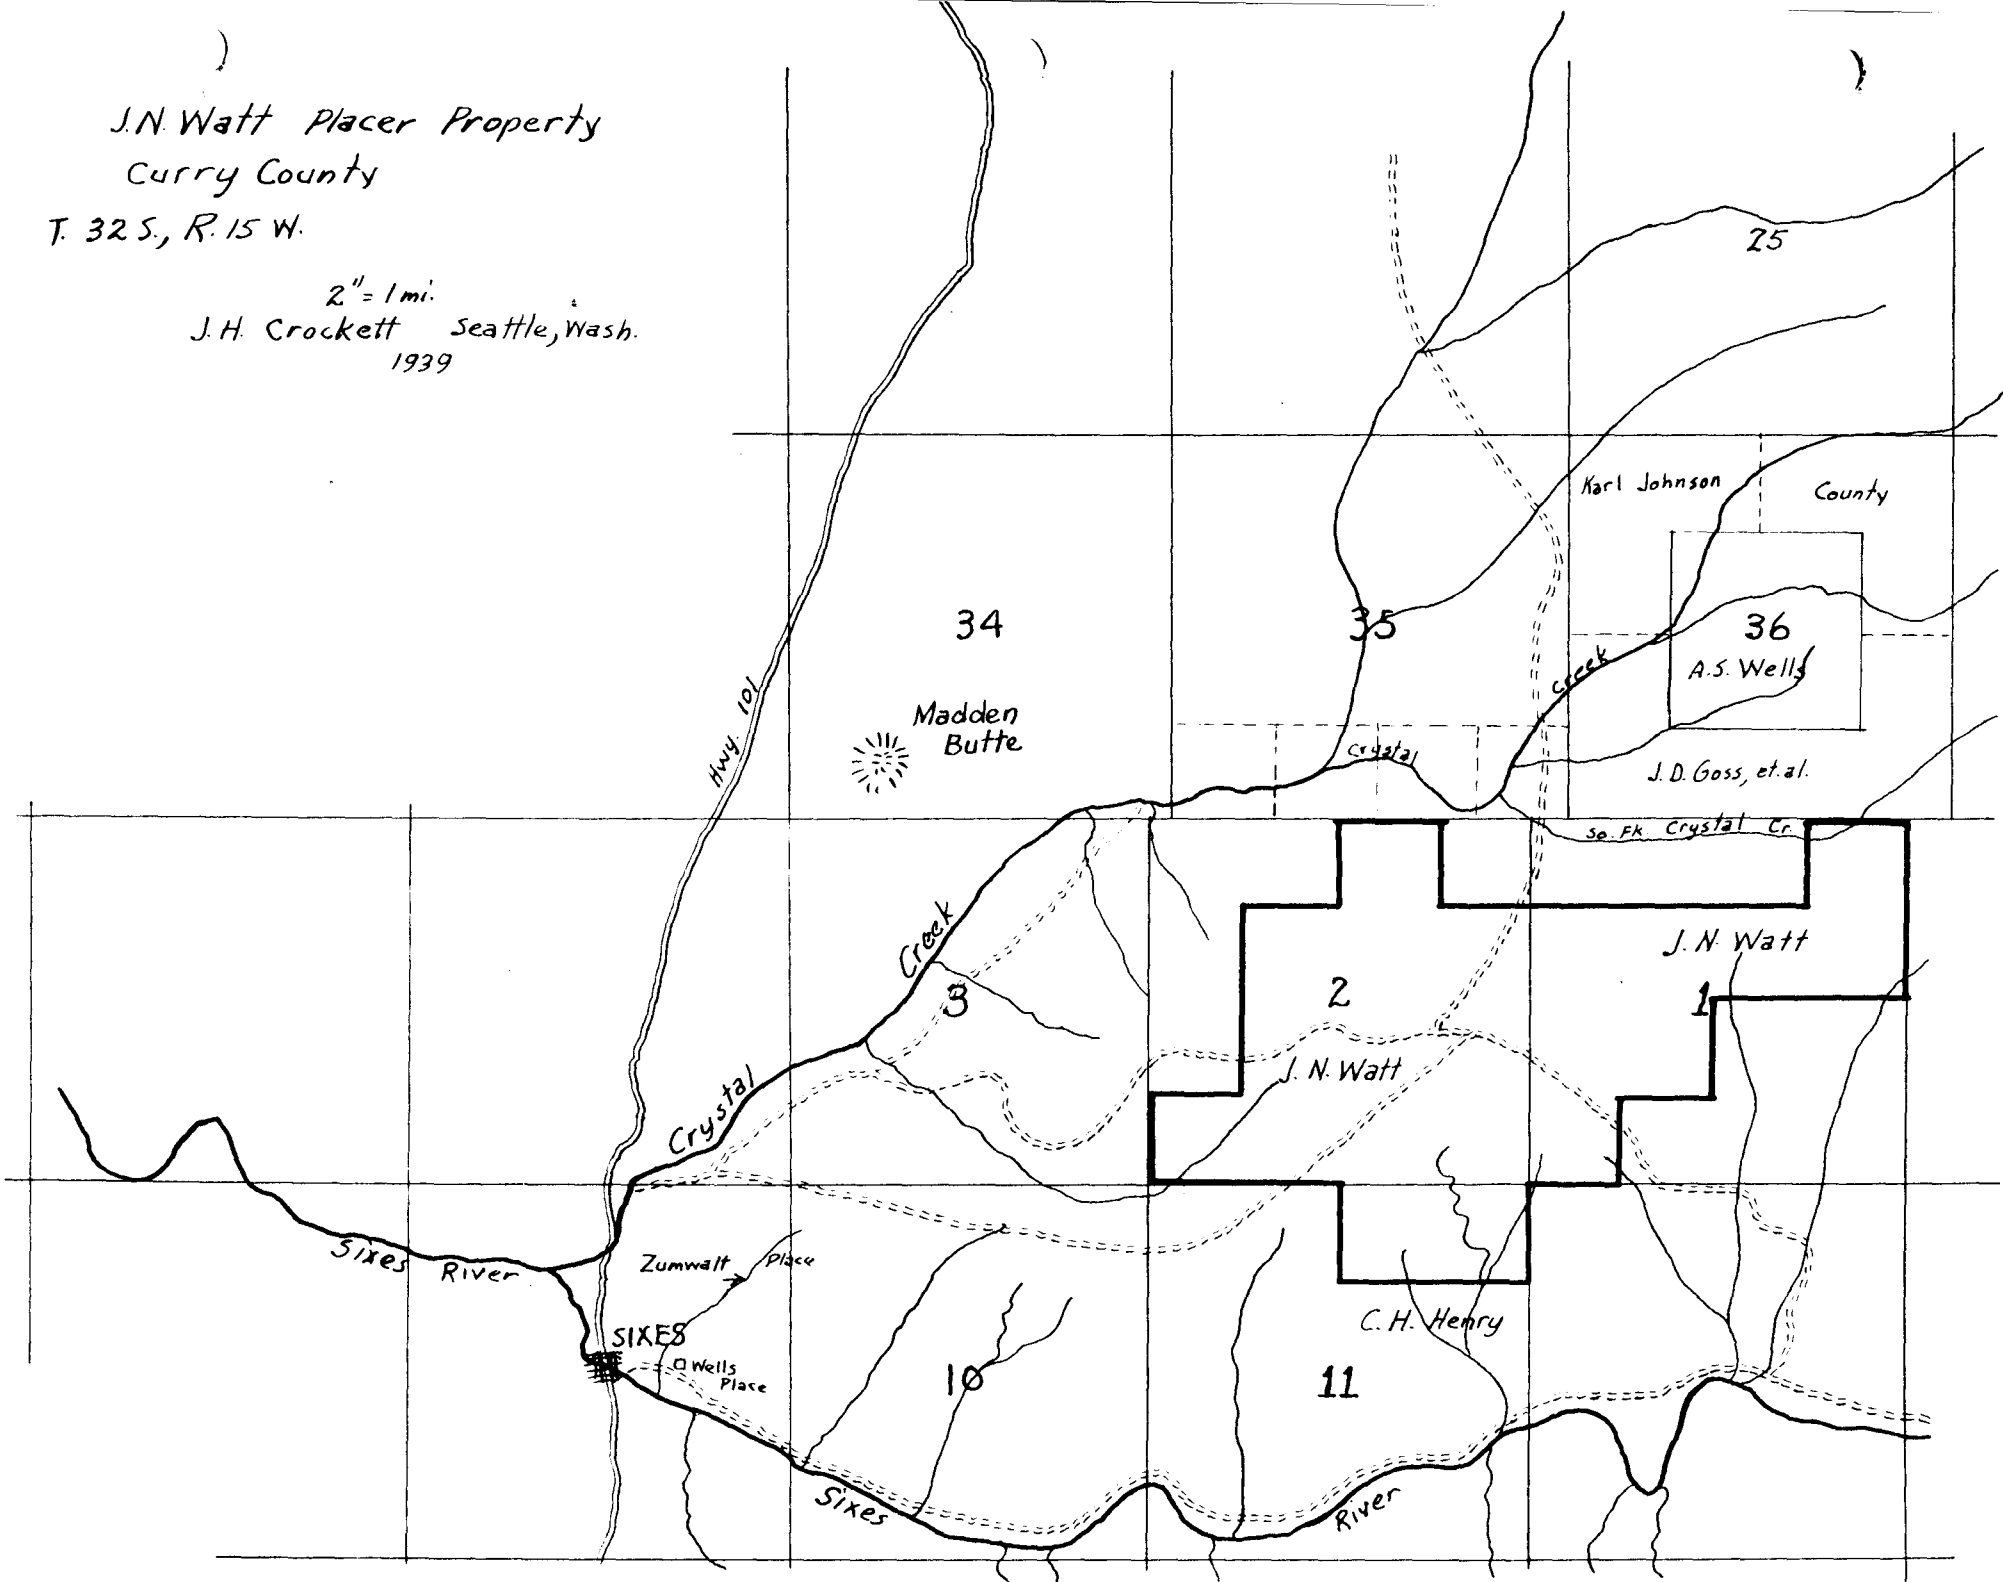 J.N. Watt Placer Property
Curry County
T. 32 S., R. 15 W.
2" = 1 mi.
J.H. Crockett Seattle, Wash.
1939
25
Karl Johnson
County
34
35
36
A.S. Wells
Creek
Madden
Butte
Hwy. 101
Crystal
J.D. Goss, et. al.
So. Fk Crystal Cr.
Creek
J. N. Watt
3
2
1
J. N. Watt
Crystal
Sixes River
Zumwalt Place
SIXES
Wells
Place
C. H. Henry
10
11
Sixes
River